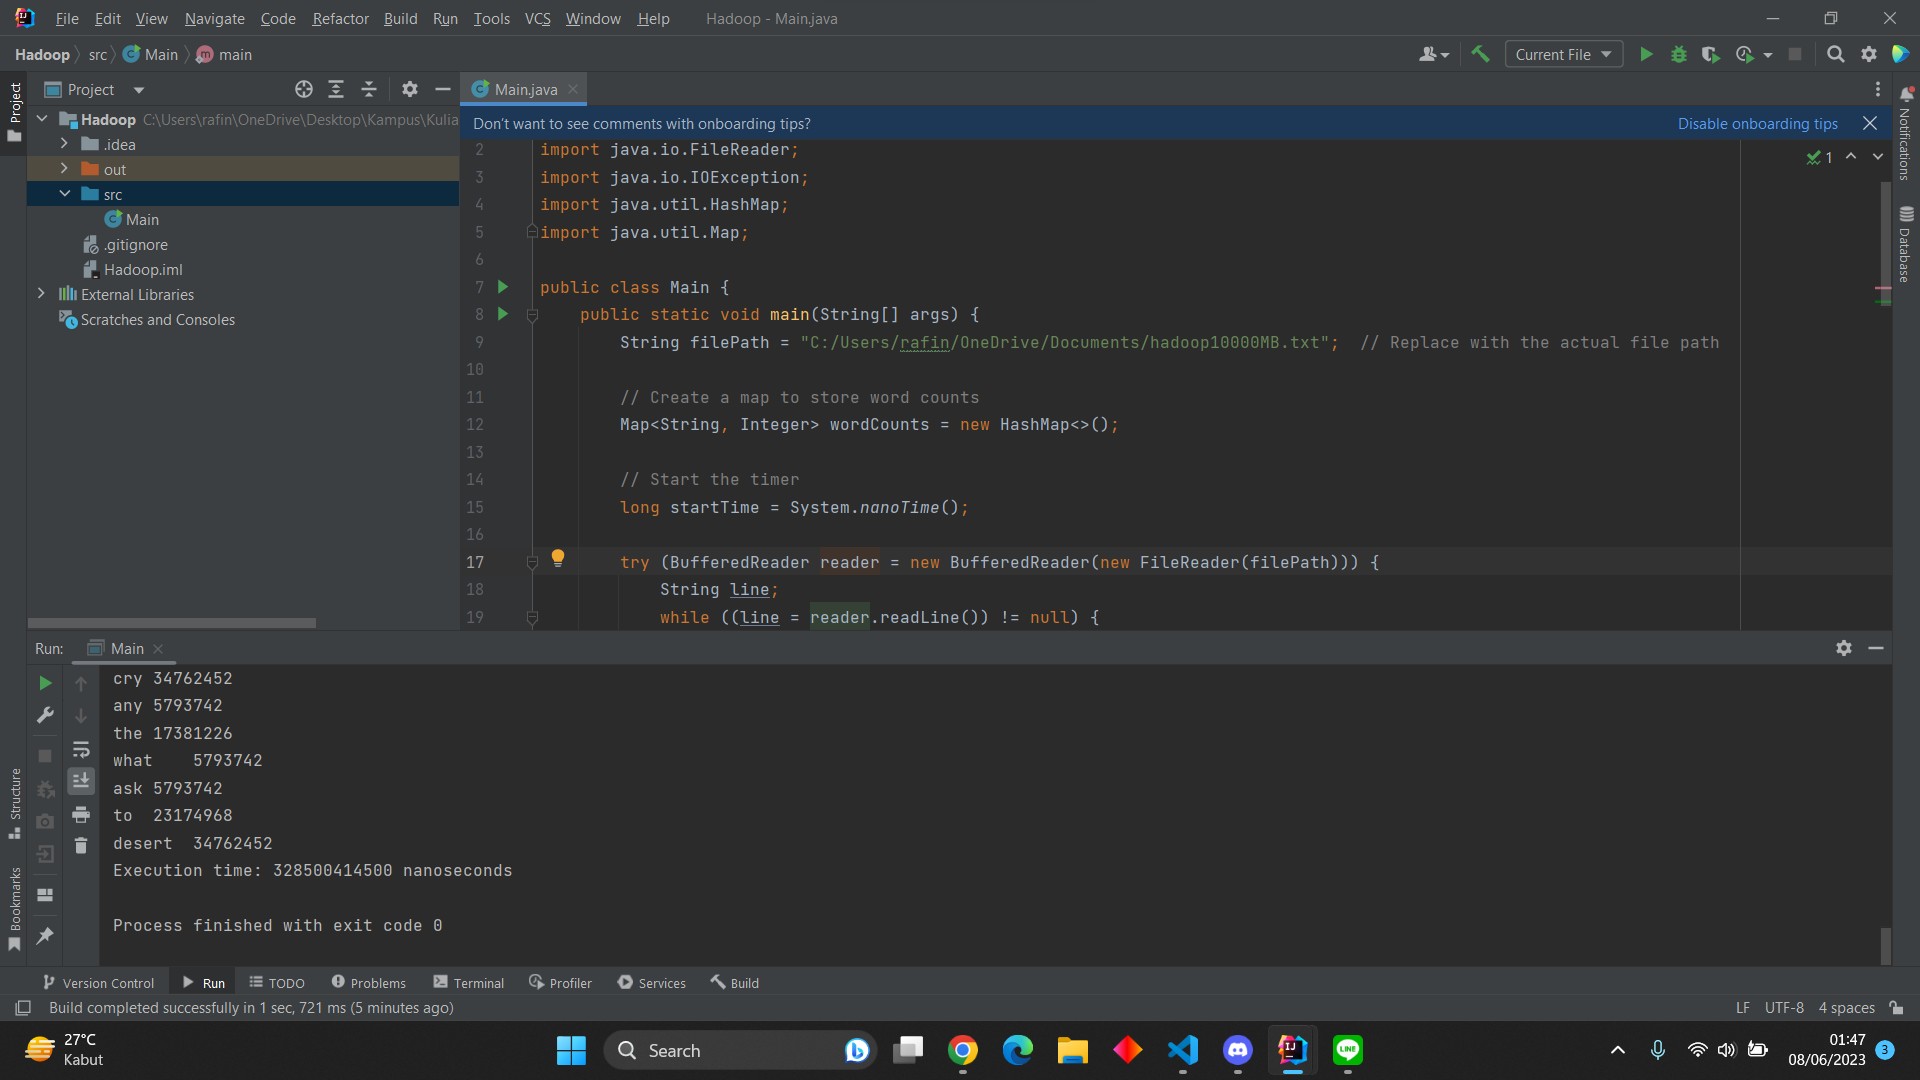 File Edit View Navigate Code Refactor Build Run Tools VCS Window Help Hadoop - Main.java
Hadoop src Main main
Current File
Project
Main.java
Don't want to see comments with onboarding tips? Disable onboarding tips
Project
Hadoop C:\Users\rafin\OneDrive\Desktop\Kampus\Kulia
.idea
out
src
Main
.gitignore
Hadoop.iml
External Libraries
Scratches and Consoles
1
2 import java.io.FileReader;
3 import java.io.IOException;
4 import java.util.HashMap;
5 import java.util.Map;
6
7 public class Main {
8 public static void main(String[] args) {
9 String filePath = "C:/Users/rafin/OneDrive/Documents/hadoop10000MB.txt"; // Replace with the actual file path
10
11 // Create a map to store word counts
12 Map<String, Integer> wordCounts = new HashMap<>();
13
14 // Start the timer
15 long startTime = System.nanoTime();
16
17 try (BufferedReader reader = new BufferedReader(new FileReader(filePath))) {
18 String line;
19 while ((line = reader.readLine()) != null) {
Notifications
Database
Run: Main
cry 34762452
any 5793742
the 17381226
what 5793742
ask 5793742
to 23174968
desert 34762452
Execution time: 328500414500 nanoseconds
Process finished with exit code 0
Structure
Bookmarks
Version Control Run TODO Problems Terminal Profiler Services Build
Build completed successfully in 1 sec, 721 ms (5 minutes ago) LF UTF-8 4 spaces
27°C
Kabut
Search
IJ
LINE
01:47
08/06/2023 3